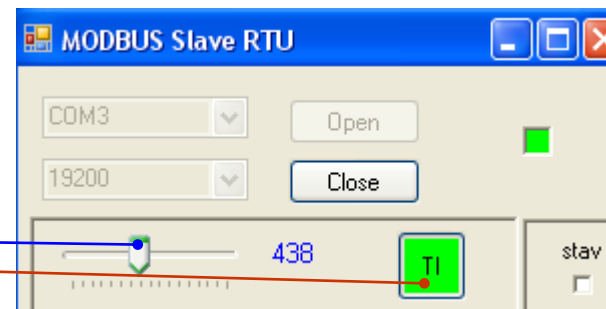 MODBUS Slave RTU
COM3
Open
19200
Close
438
TI
stav